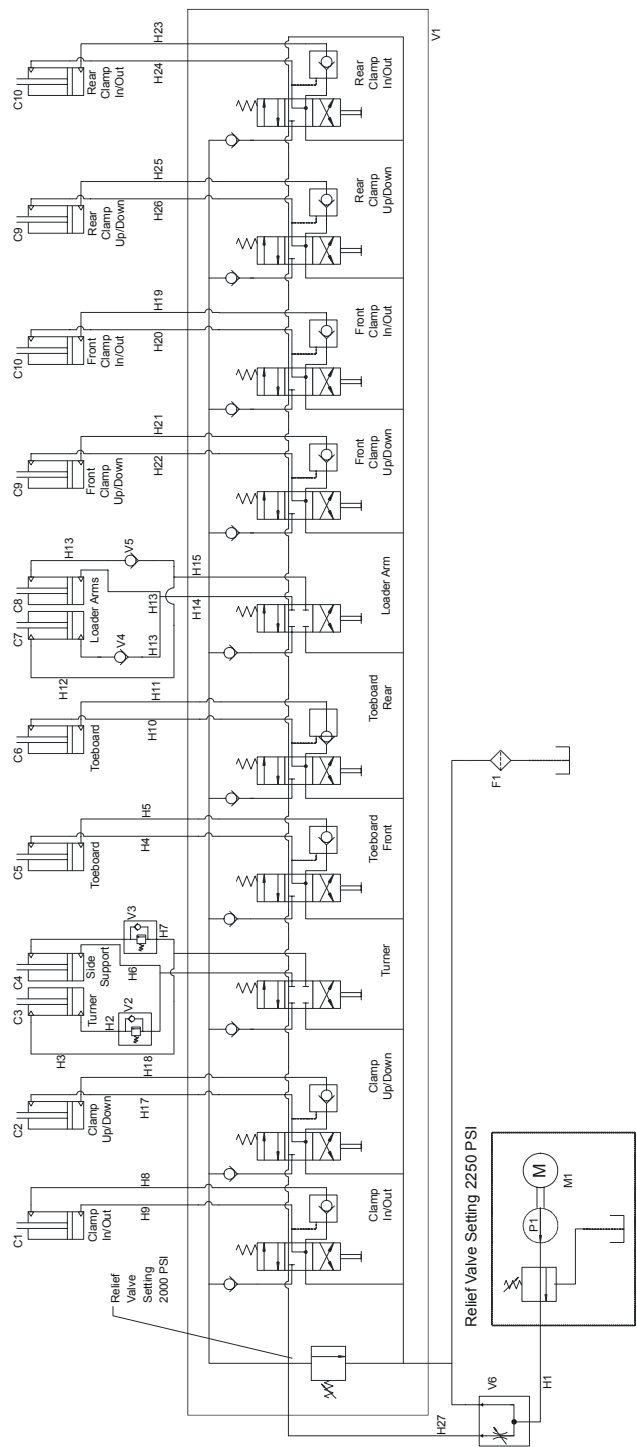 C1
Clamp
In/Out
C2
Clamp
Up/Down
C3
Turner
C4
Side
Support
C5
Toeboard
C6
Toeboard
C7
C8
Loader Arms
C9
Front
Clamp
Up/Down
C10
Front
Clamp
In/Out
C9
Rear
Clamp
Up/Down
C10
Rear
Clamp
In/Out
H9
H8
H17
H18
H3
H2
V2
H6
V3
H7
H4
H5
H10
H11
H12
V4
H13
H13
H13
V5
H14
H15
H22
H21
H20
H19
H26
H25
H24
H23
Relief
Valve
Setting
2000 PSI
Clamp
In/Out
Clamp
Up/Down
Turner
Toeboard
Front
Toeboard
Rear
Loader Arm
Front
Clamp
Up/Down
Front
Clamp
In/Out
Rear
Clamp
Up/Down
Rear
Clamp
In/Out
V1
H27
V6
H1
Relief Valve Setting 2250 PSI
P1
M
M1
F1